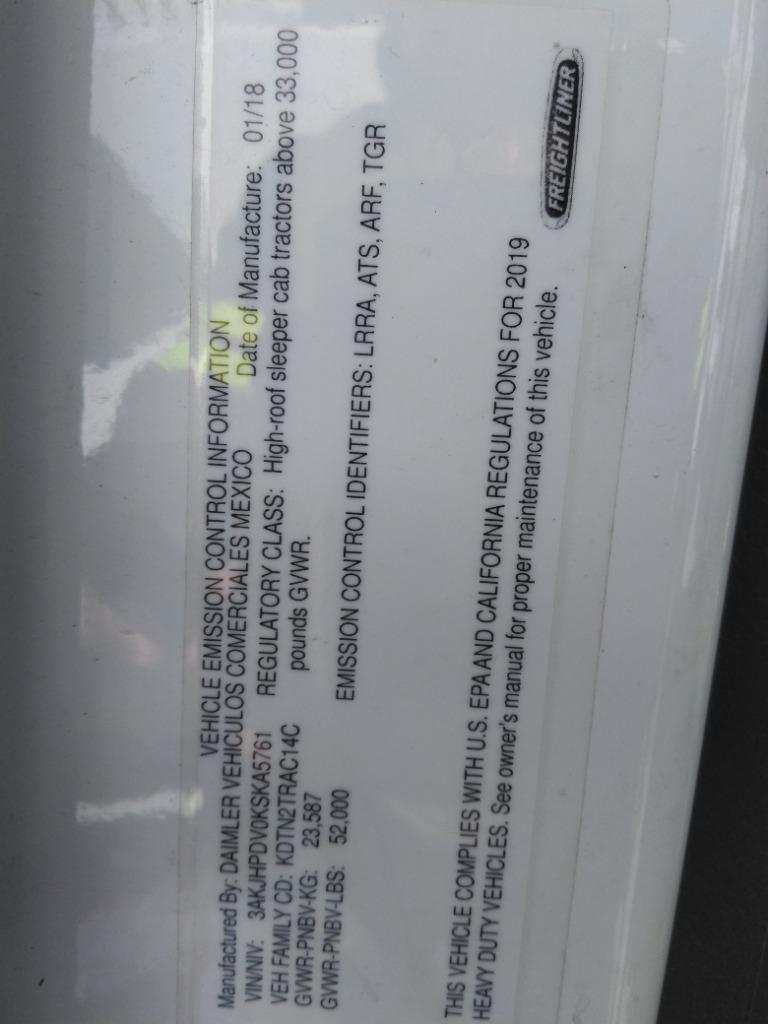 VEHICLE EMISSION CONTROL INFORMATION
Manufactured By: DAIMLER VEHICULOS COMERCIALES MEXICO Date of Manufacture: 01/18
VIN/NIV: 3AKJHPDV0KSKA5761 REGULATORY CLASS: High-roof sleeper cab tractors above 33,000
VEH FAMILY CD: KDTN2TRAC14C pounds GVWR.
GVWR-PNBV-KG: 23,587
GVWR-PNBV-LBS: 52,000 EMISSION CONTROL IDENTIFIERS: LRRA, ATS, ARF, TGR
THIS VEHICLE COMPLIES WITH U.S. EPA AND CALIFORNIA REGULATIONS FOR 2019
HEAVY DUTY VEHICLES. See owner's manual for proper maintenance of this vehicle.
FREIGHTLINER